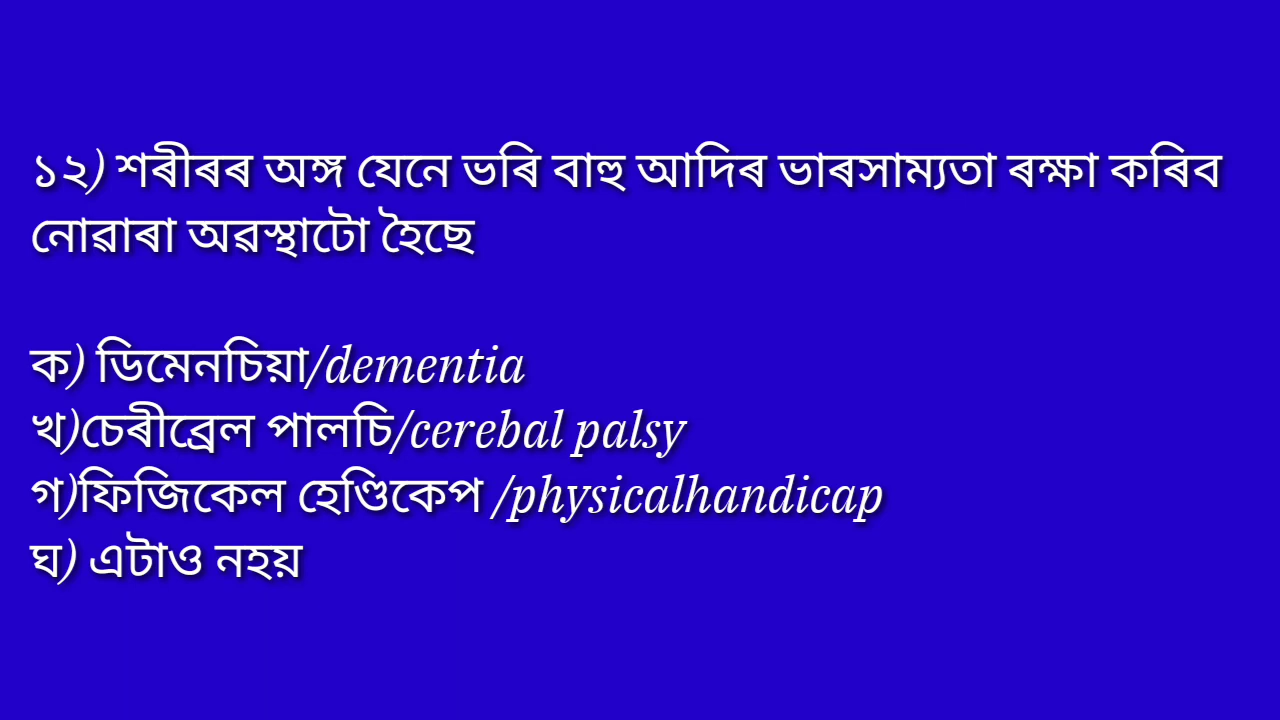 ১২) শৰীৰৰ অঙ্গ যেনে ভৰি বাহু আদিৰ ভাৰসাম্যতা ৰক্ষা কৰিব
নোৱাৰা অৱস্থাটো হৈছে
ক) ডিমেনচিয়া/dementia
খ)চেৰীব্ৰেল পালচি/cerebal palsy
গ)ফিজিকেল হেণ্ডিকেপ /physicalhandicap
ঘ) এটাও নহয়